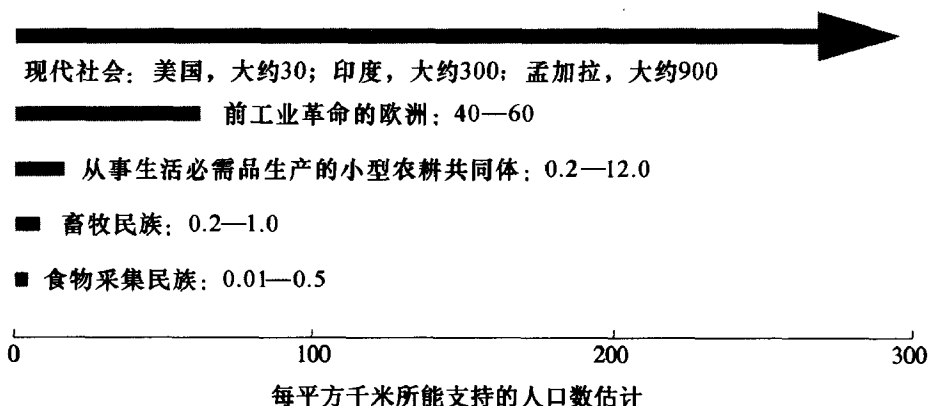 现代社会：美国，大约30；印度，大约300；孟加拉，大约900
前工业革命的欧洲：40—60
从事生活必需品生产的小型农耕共同体：0.2—12.0
畜牧民族：0.2—1.0
食物采集民族：0.01—0.5
0 100 200 300
每平方千米所能支持的人口数估计